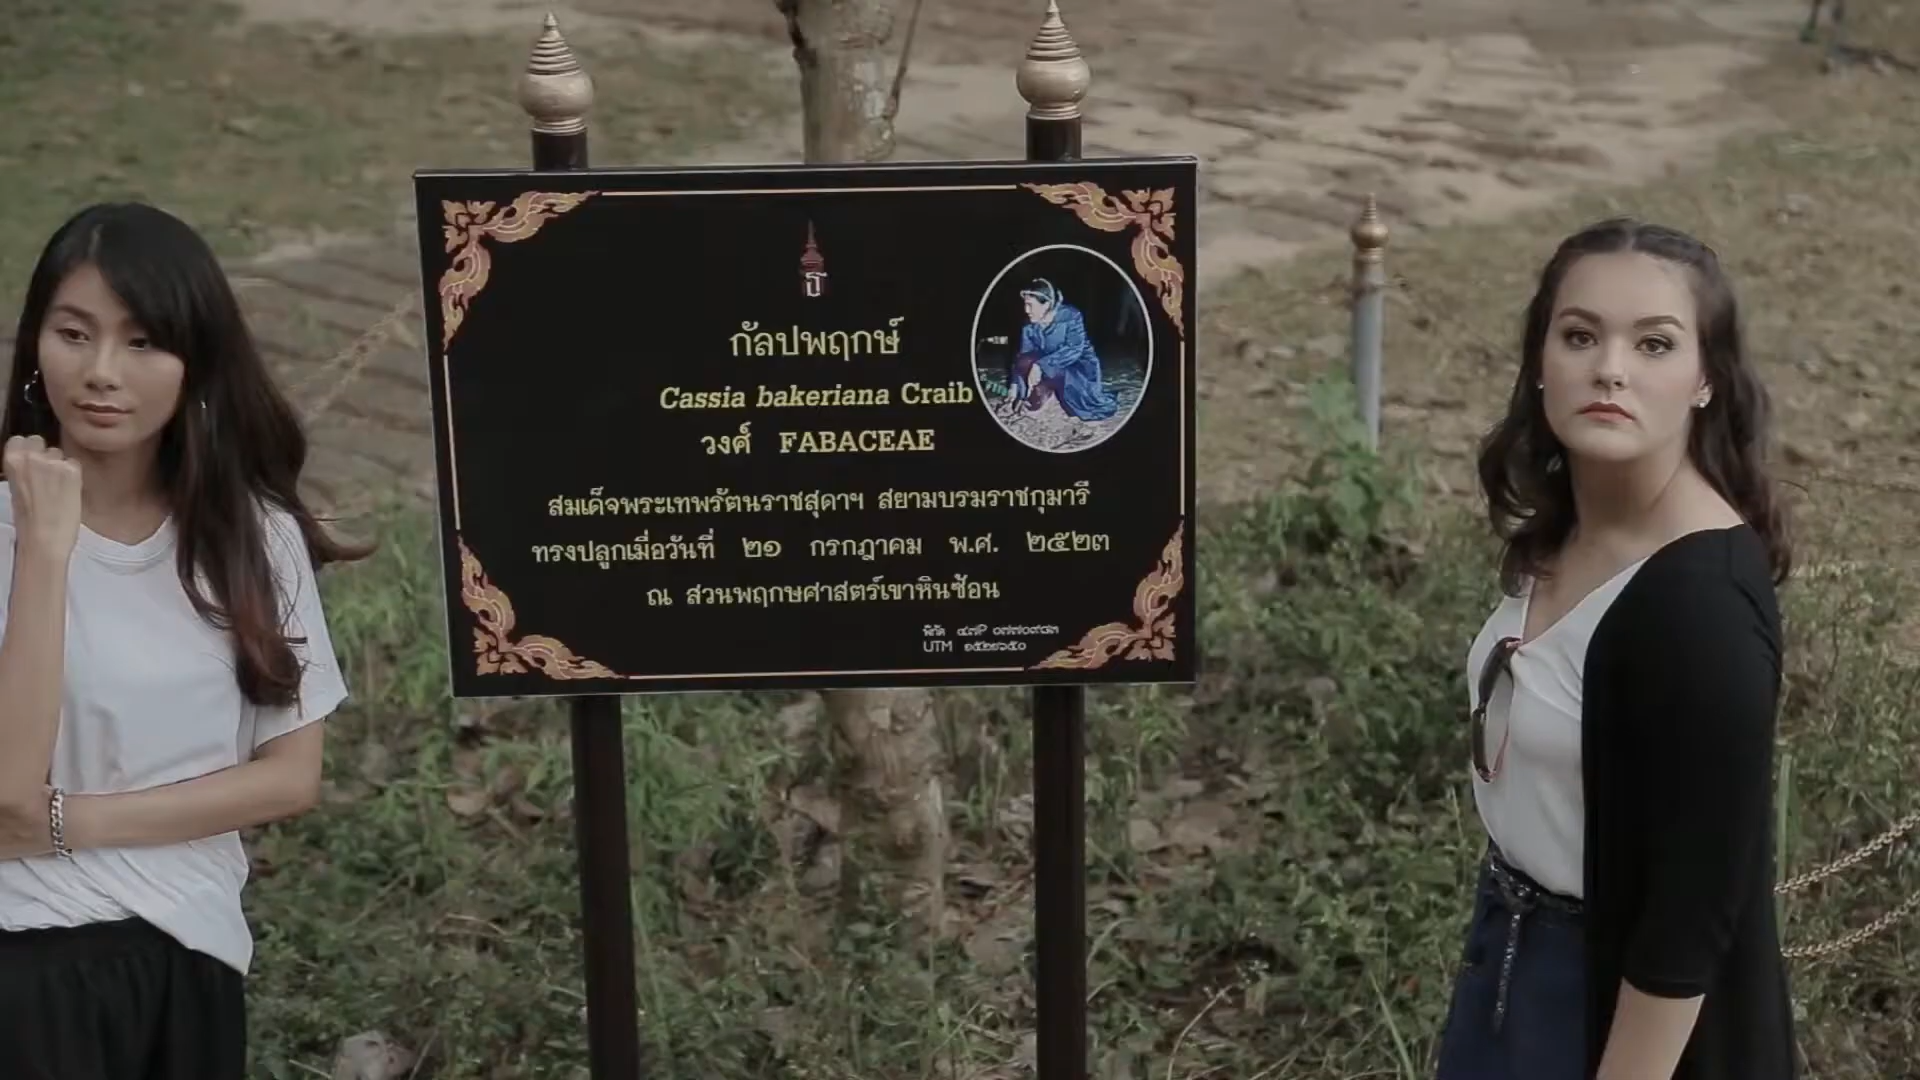 ธ
กัลปพฤกษ์
Cassia bakeriana Craib
วงศ์ FABACEAE
สมเด็จพระเทพรัตนราชสุดาฯ สยามบรมราชกุมารี
ทรงปลูกเมื่อวันที่ ๒๑ กรกฎาคม พ.ศ. ๒๕๒๓
ณ สวนพฤกษศาสตร์เขาหินซ้อน
พิกัด ๔๗P
UTM